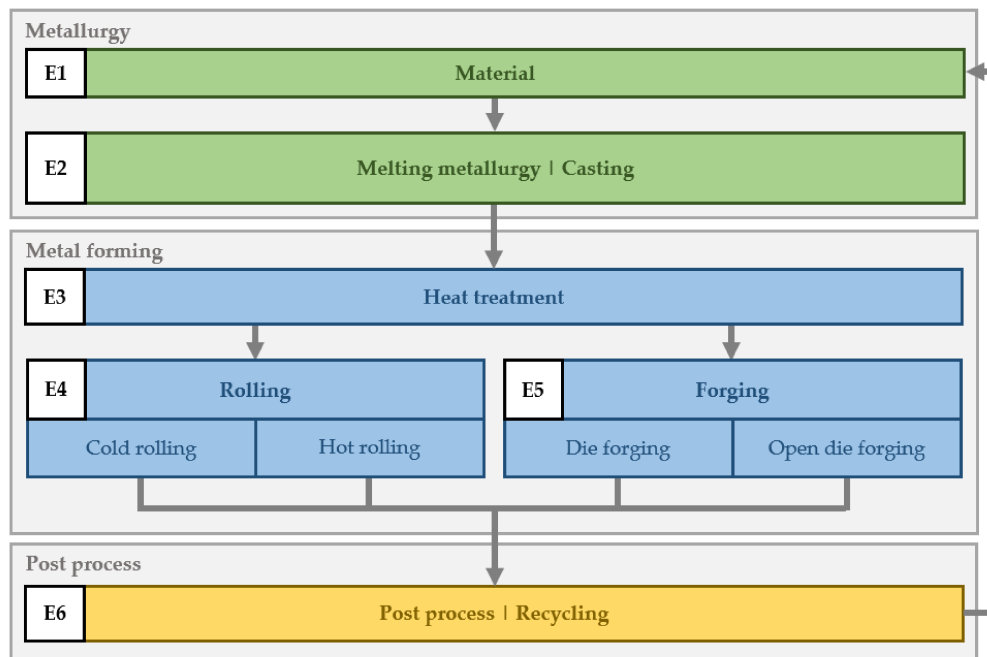 Metallurgy
E1 Material
E2 Melting metallurgy | Casting
Metal forming
E3 Heat treatment
E4 Rolling
Cold rolling Hot rolling
E5 Forging
Die forging Open die forging
Post process
E6 Post process | Recycling